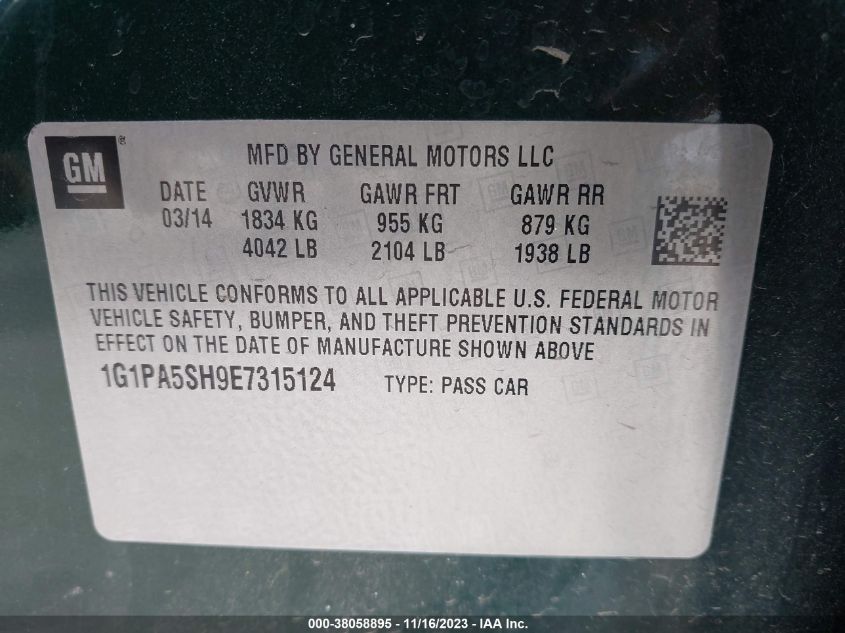 GM
MFD BY GENERAL MOTORS LLC
DATE GVWR GAWR FRT GAWR RR
03/14 1834 KG 955 KG 879 KG
4042 LB 2104 LB 1938 LB
THIS VEHICLE CONFORMS TO ALL APPLICABLE U.S. FEDERAL MOTOR
VEHICLE SAFETY, BUMPER, AND THEFT PREVENTION STANDARDS IN
EFFECT ON THE DATE OF MANUFACTURE SHOWN ABOVE
1G1PA5SH9E7315124 TYPE: PASS CAR
000-38058895 - 11/16/2023 - IAAI.com